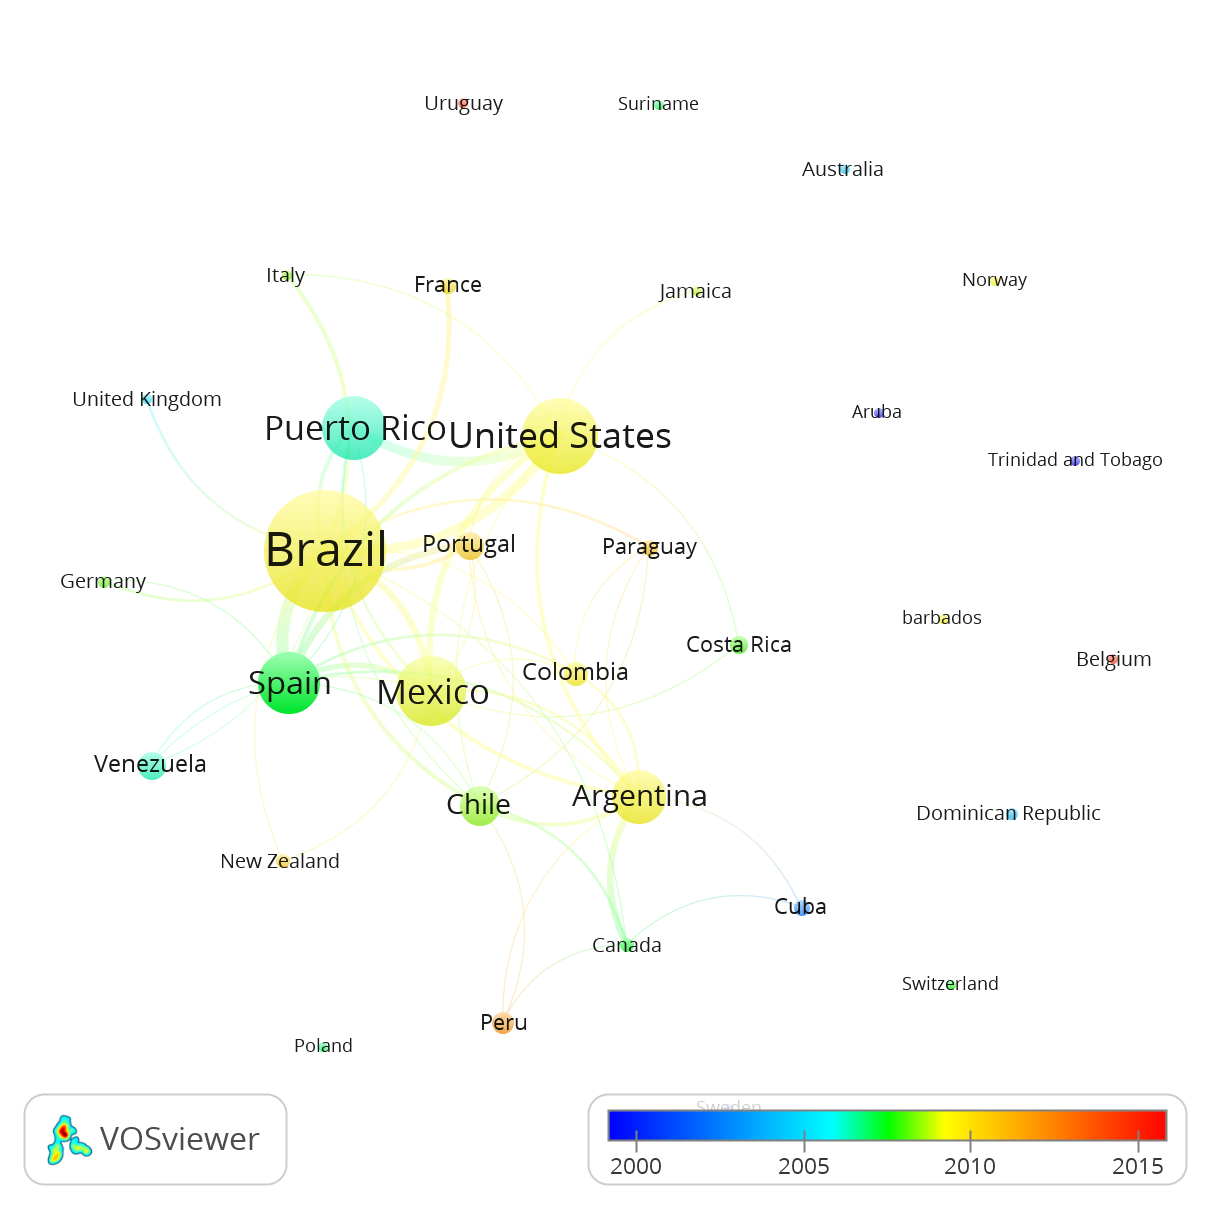 Uruguay
Suriname
Australia
Italy
France
Jamaica
Norway
United Kingdom
Aruba
Puerto Rico
United States
Trinidad and Tobago
Brazil
Portugal
Paraguay
Germany
barbados
Costa Rica
Belgium
Colombia
Spain
Mexico
Venezuela
Argentina
Chile
Dominican Republic
New Zealand
Cuba
Canada
Switzerland
Peru
Poland
Sweden
VOSviewer
2000 2005 2010 2015